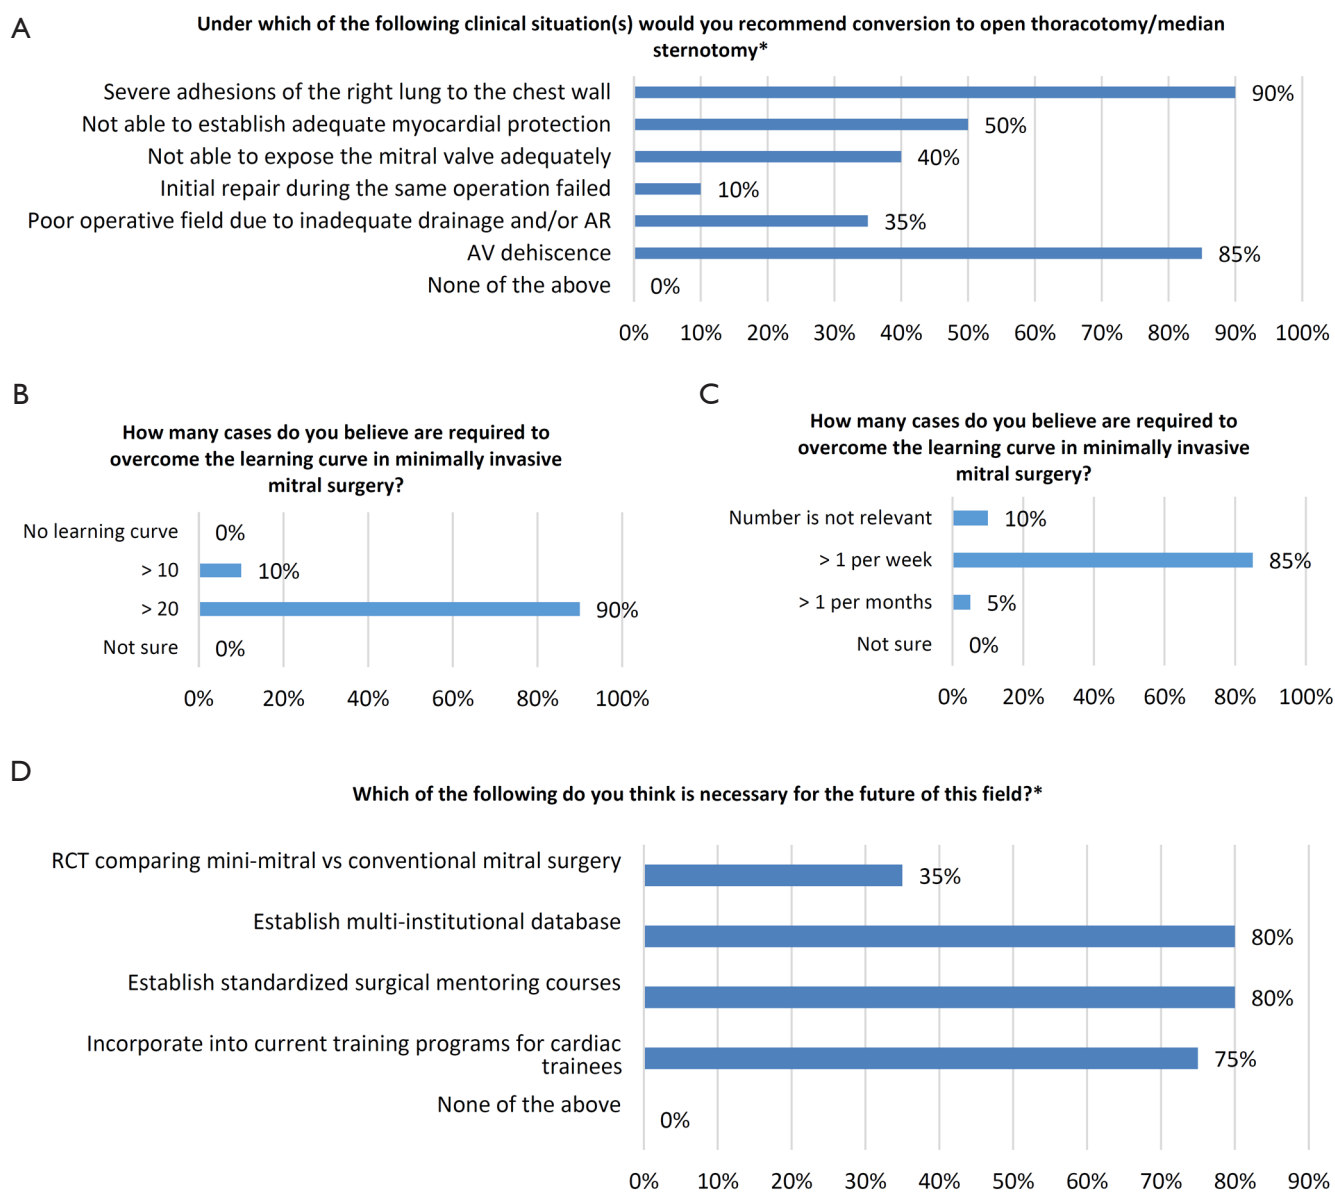 A
Under which of the following clinical situation(s) would you recommend conversion to open thoracotomy/median
sternotomy*
Severe adhesions of the right lung to the chest wall 90%
Not able to establish adequate myocardial protection 50%
Not able to expose the mitral valve adequately 40%
Initial repair during the same operation failed 10%
Poor operative field due to inadequate drainage and/or AR 35%
AV dehiscence 85%
None of the above 0%
0% 10% 20% 30% 40% 50% 60% 70% 80% 90% 100%
B
How many cases do you believe are required to
overcome the learning curve in minimally invasive
mitral surgery?
No learning curve 0%
> 10 10%
> 20 90%
Not sure 0%
0% 20% 40% 60% 80% 100%
C
How many cases do you believe are required to
overcome the learning curve in minimally invasive
mitral surgery?
Number is not relevant 10%
> 1 per week 85%
> 1 per months 5%
Not sure 0%
0% 20% 40% 60% 80% 100%
D
Which of the following do you think is necessary for the future of this field?*
RCT comparing mini-mitral vs conventional mitral surgery 35%
Establish multi-institutional database 80%
Establish standardized surgical mentoring courses 80%
Incorporate into current training programs for cardiac
trainees 75%
None of the above 0%
0% 10% 20% 30% 40% 50% 60% 70% 80% 90%